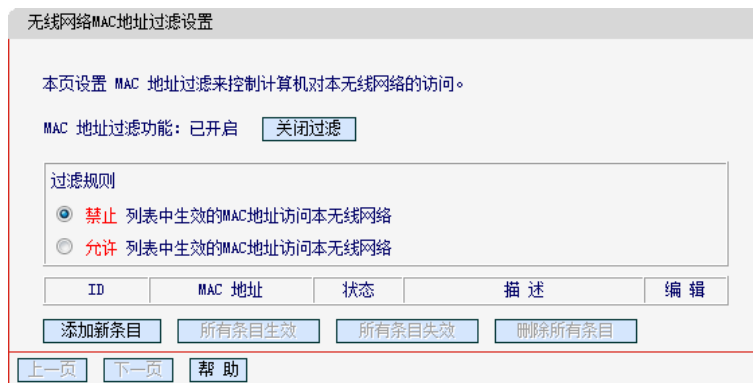 无线网络MAC地址过滤设置
本页设置 MAC 地址过滤来控制计算机对本无线网络的访问。
MAC 地址过滤功能：已开启 关闭过滤
过滤规则
禁止 列表中生效的MAC地址访问本无线网络
允许 列表中生效的MAC地址访问本无线网络
ID MAC 地址 状态 描 述 编 辑
添加新条目 所有条目生效 所有条目失效 删除所有条目
上一页 下一页 帮 助